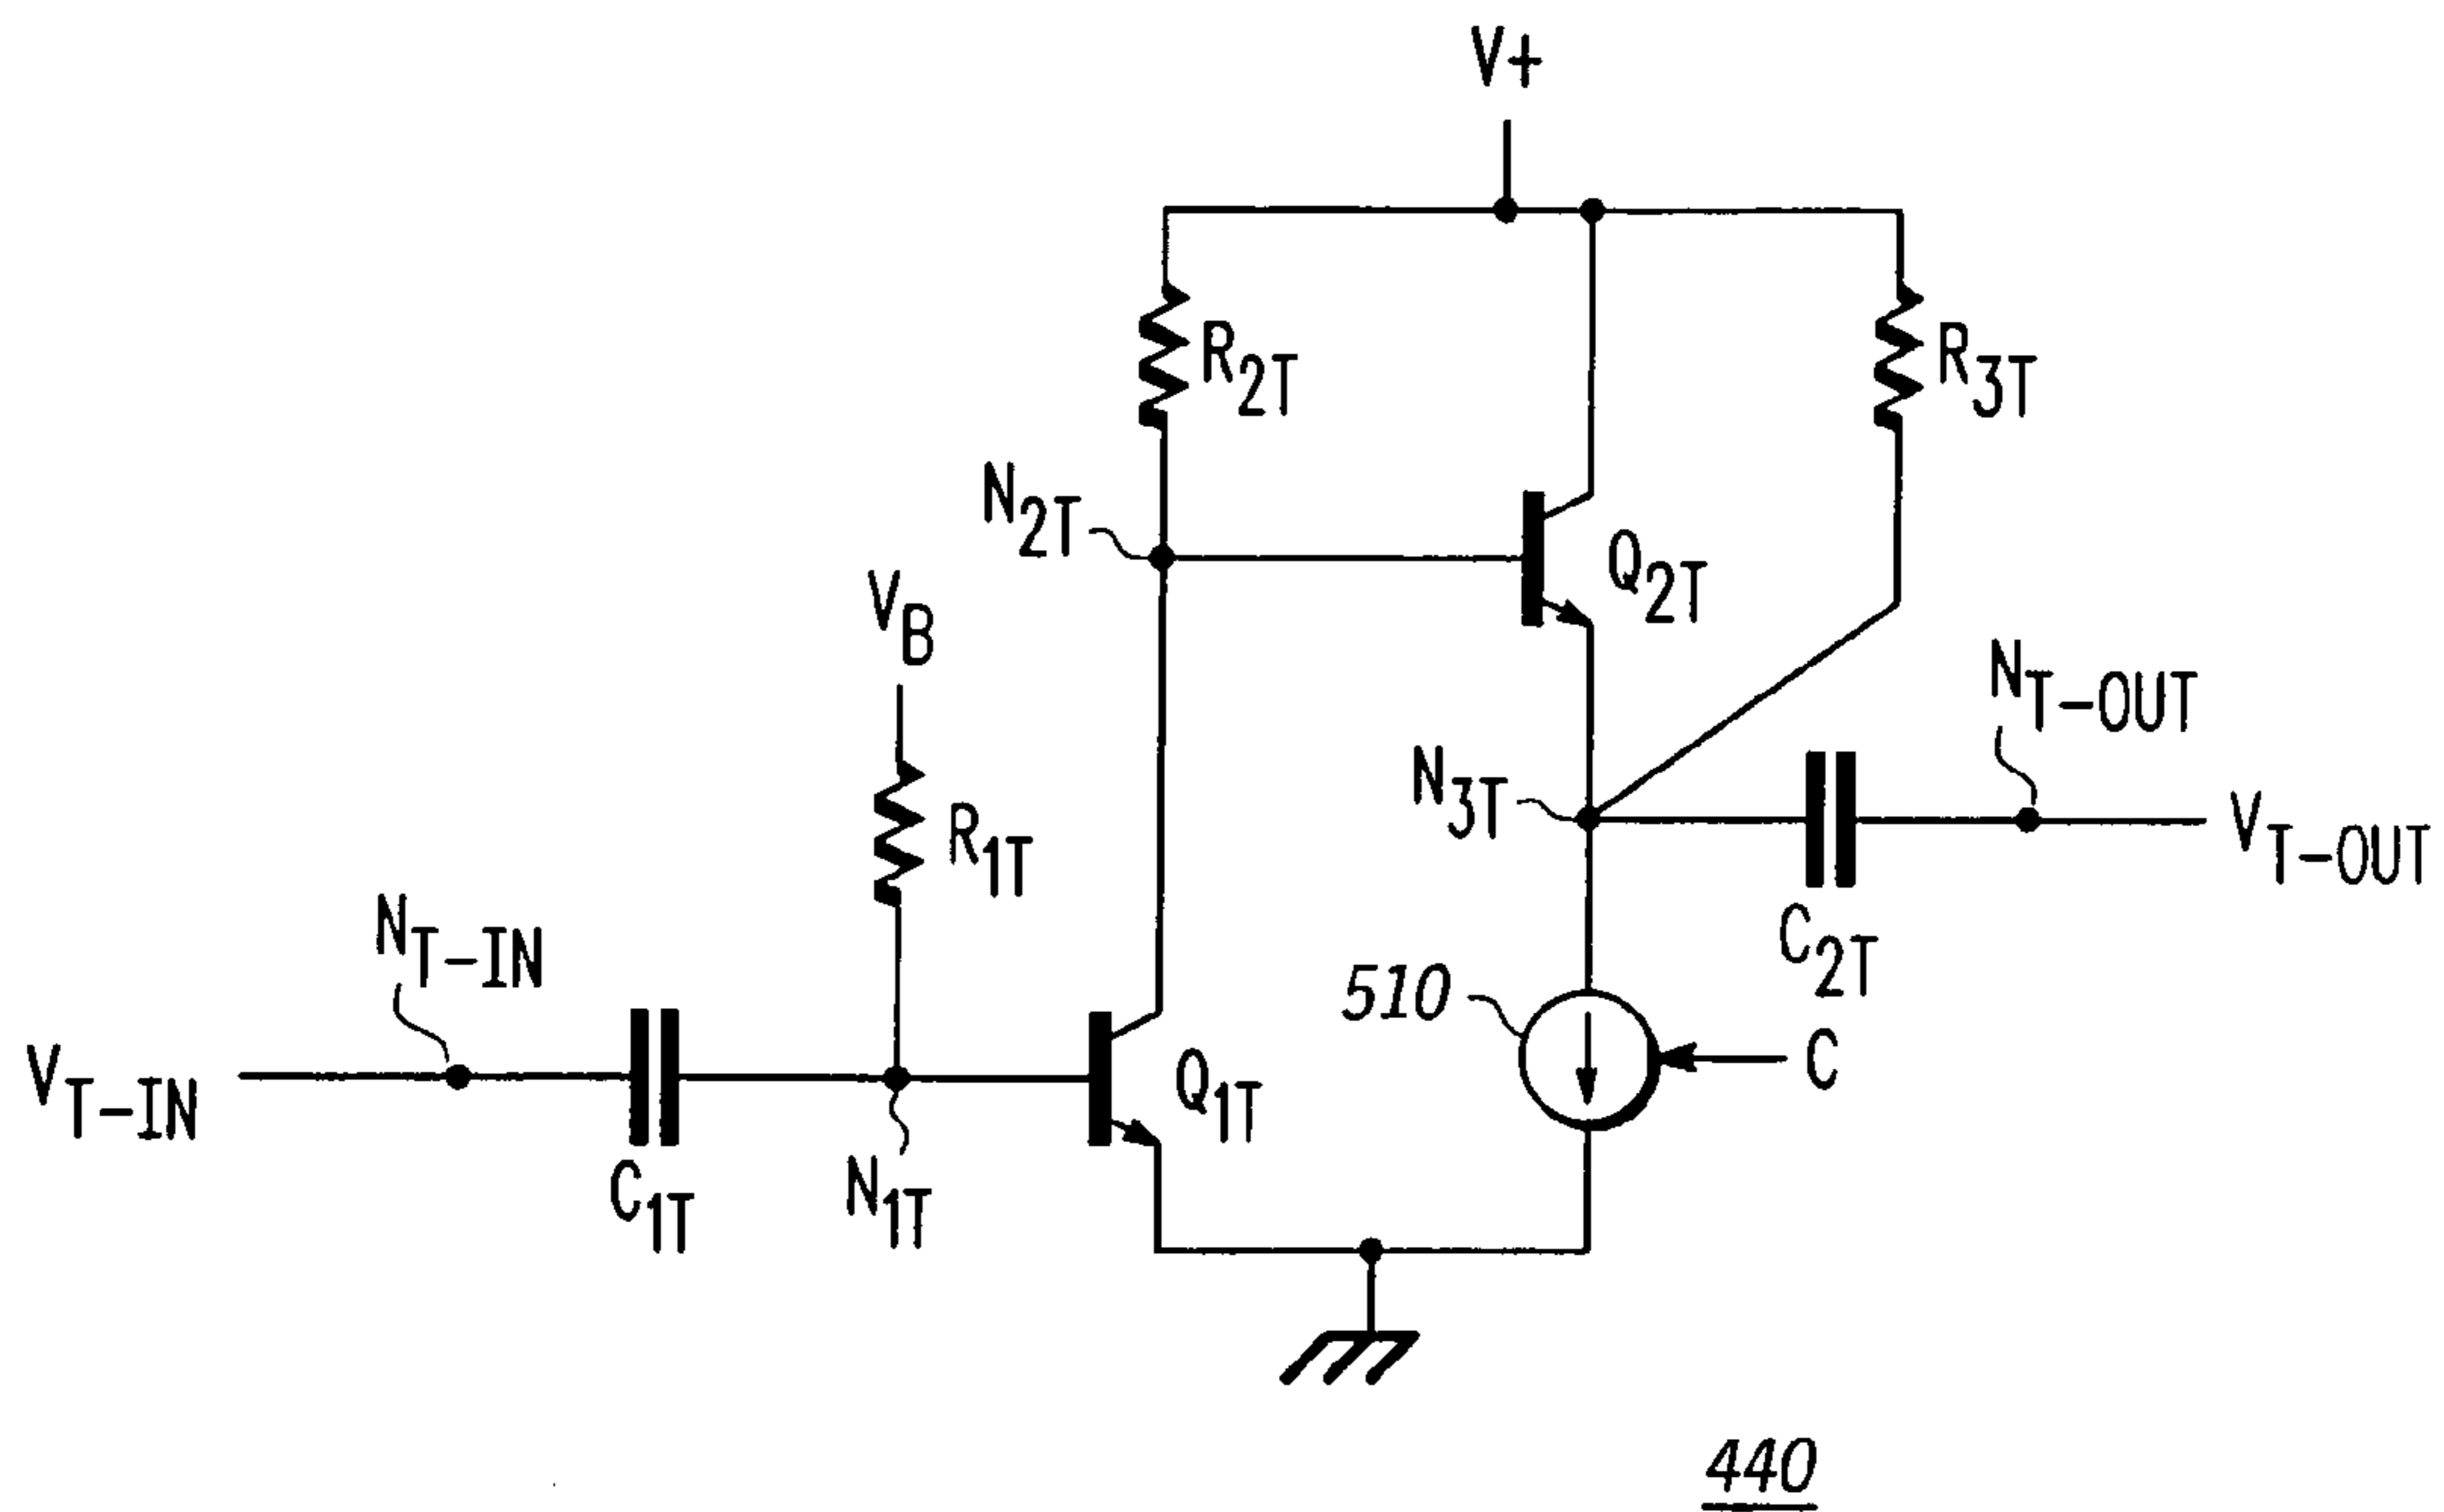 V+
R2T
R3T
N2T
Q2T
VB
NT-OUT
N3T
R1T
VT-OUT
NT-IN
C2T
510
C
VT-IN
Q1T
C1T
N1T
440